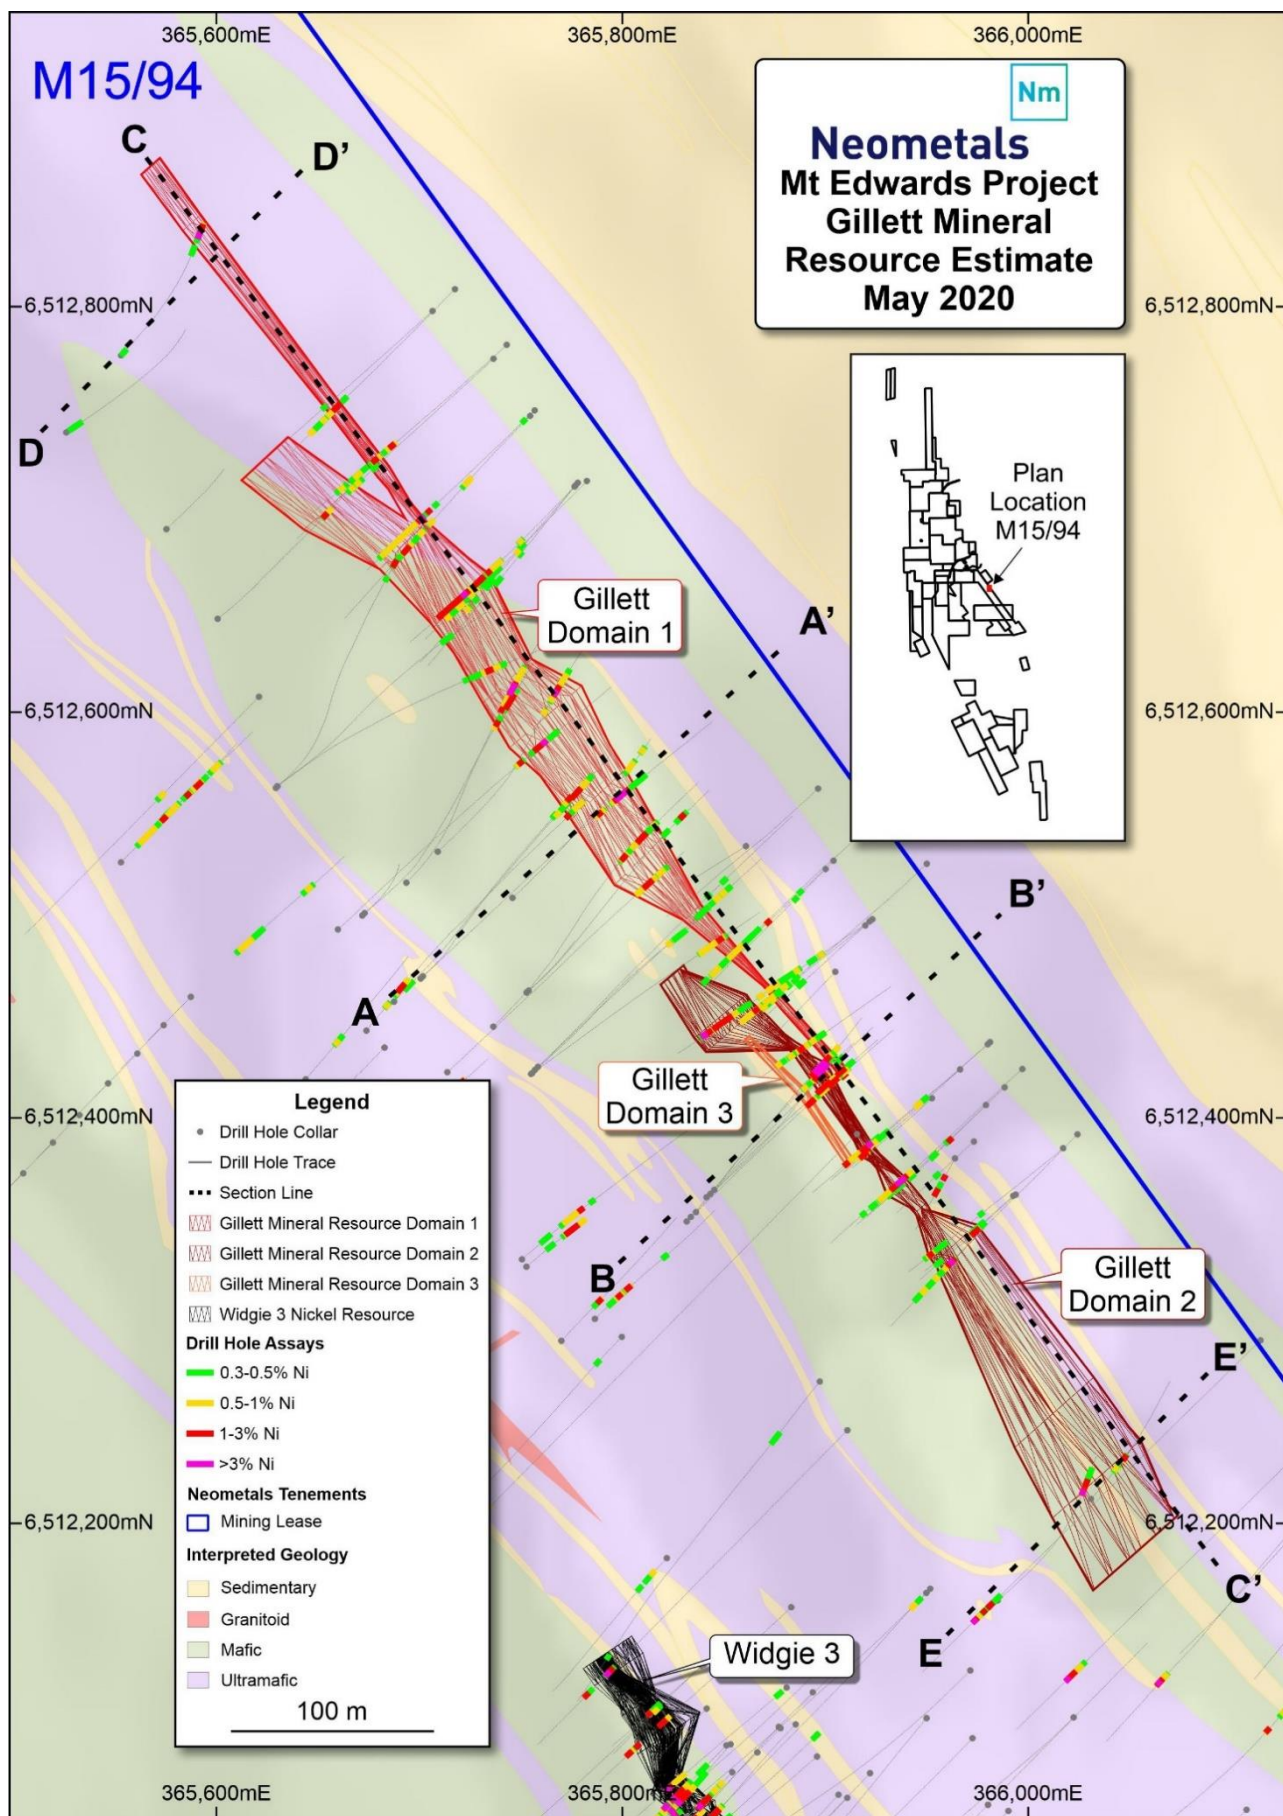 365,600mE
365,800mE
366,000mE
M15/94
Nm
Neometals
Mt Edwards Project
Gillett Mineral
Resource Estimate
May 2020
C
D'
6,512,800mN
6,512,800mN
D
Plan
Location
M15/94
Gillett
Domain 1
A'
6,512,600mN
6,512,600mN
B'
A
Gillett
Domain 3
6,512,400mN
6,512,400mN
Legend
Drill Hole Collar
Drill Hole Trace
Section Line
Gillett Mineral Resource Domain 1
Gillett Mineral Resource Domain 2
Gillett Mineral Resource Domain 3
Widgie 3 Nickel Resource
Drill Hole Assays
0.3-0.5% Ni
0.5-1% Ni
1-3% Ni
>3% Ni
Neometals Tenements
Mining Lease
Interpreted Geology
Sedimentary
Granitoid
Mafic
Ultramafic
100 m
B
Gillett
Domain 2
E'
6,512,200mN
6,512,200mN
C'
E
Widgie 3
365,600mE
365,800mE
366,000mE